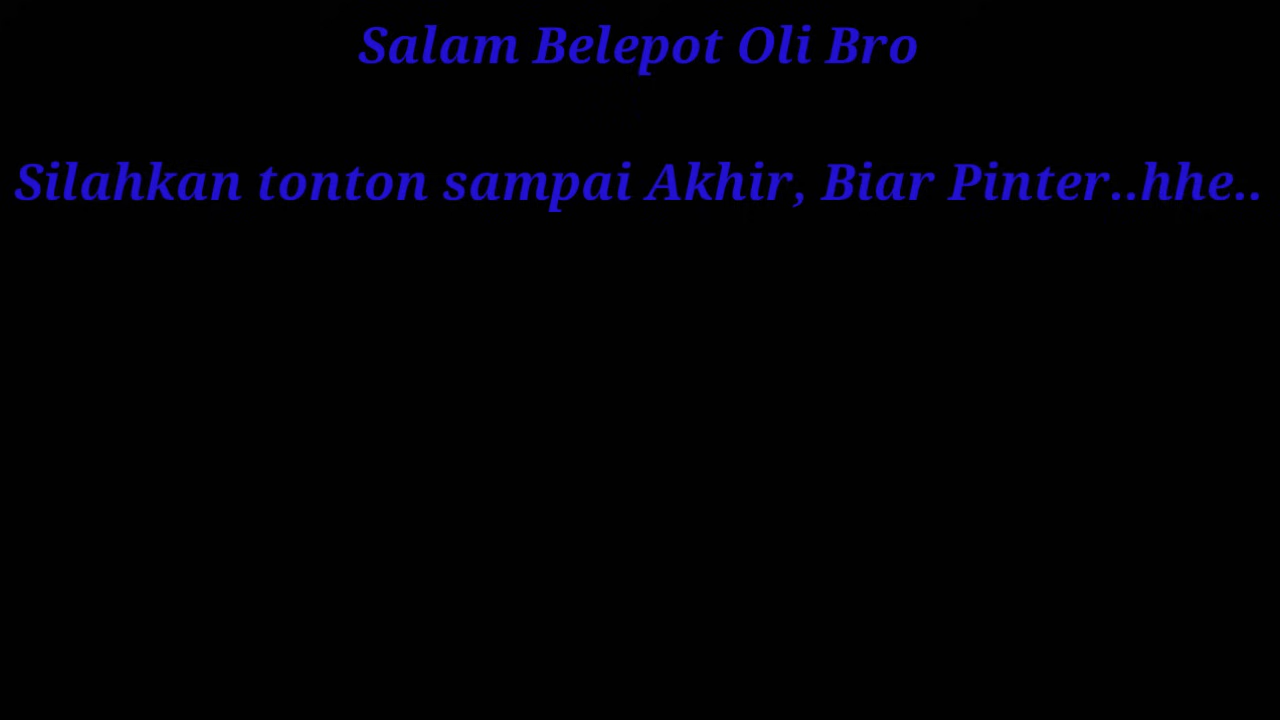 Salam Belepot Oli Bro
Silahkan tonton sampai Akhir, Biar Pinter..hhe..